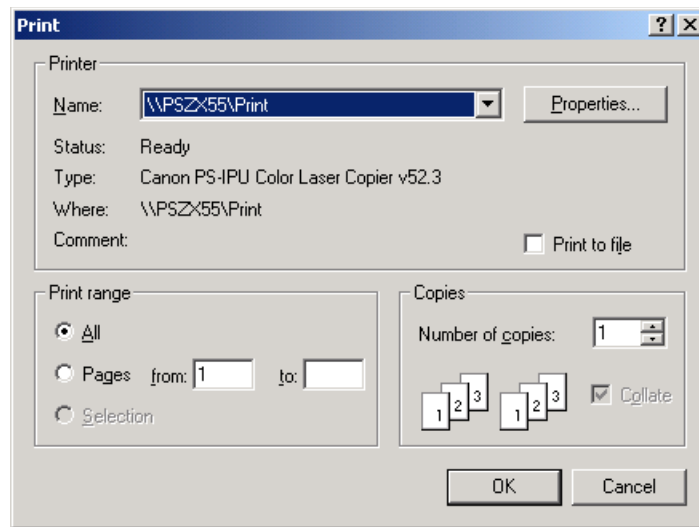 Print
Printer
Name: \\PSZX55\Print Properties...
Status: Ready
Type: Canon PS-IPU Color Laser Copier v52.3
Where: \\PSZX55\Print
Comment: Print to file
Print range
All
Pages from: 1 to:
Selection
Copies
Number of copies: 1
1 2 3 1 2 3 Collate
OK Cancel